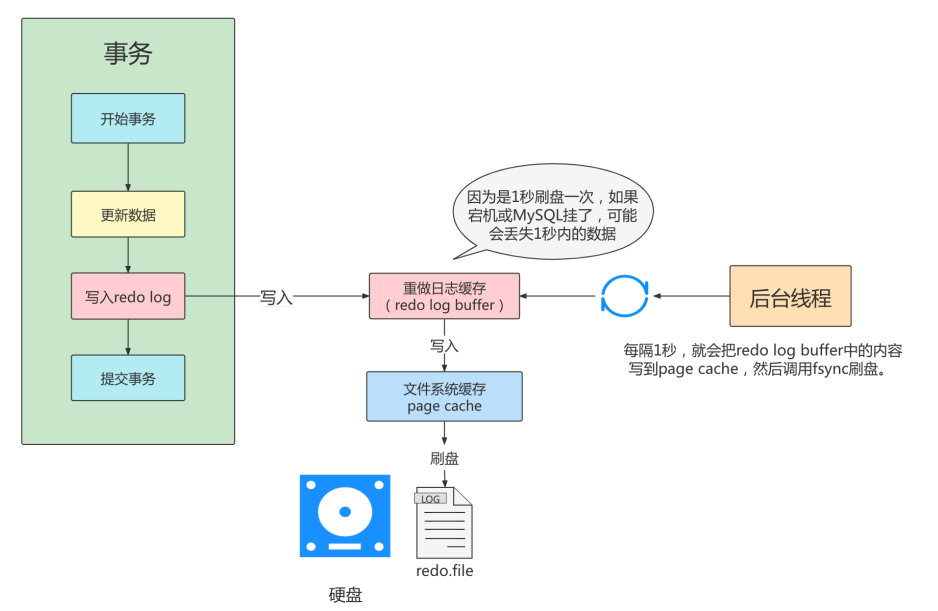 事务
开始事务
更新数据
写入redo log
提交事务
写入
因为是1秒刷盘一次，如果
宕机或MySQL挂了，可能
会丢失1秒内的数据
重做日志缓存
（redo log buffer）
写入
文件系统缓存
page cache
刷盘
LOG
redo.file
硬盘
后台线程
每隔1秒，就会把redo log buffer中的内容
写到page cache，然后调用fsync刷盘。